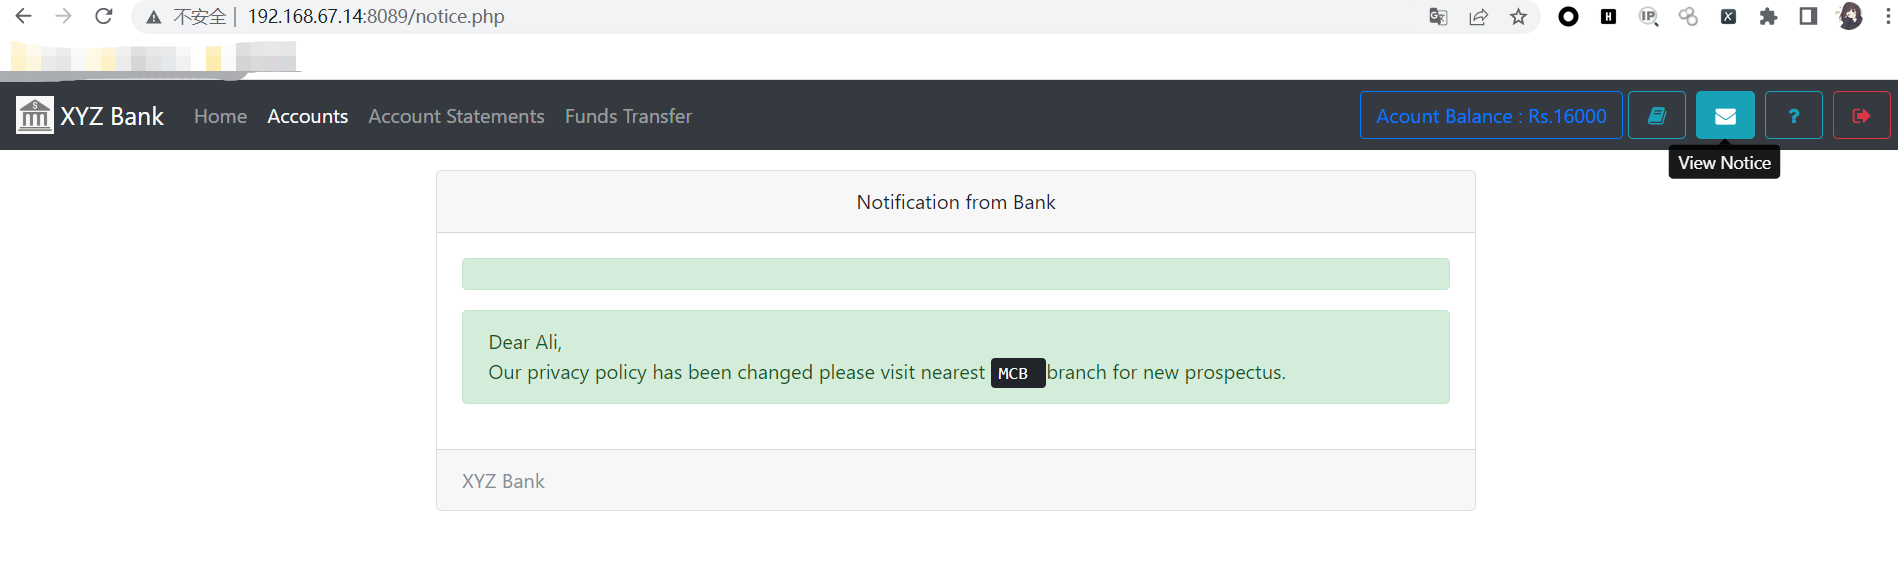 不安全 | 192.168.67.14:8089/notice.php
XYZ Bank Home Accounts Account Statements Funds Transfer Acount Balance : Rs.16000 ?
View Notice
Notification from Bank
Dear Ali,
Our privacy policy has been changed please visit nearest MCB branch for new prospectus.
XYZ Bank